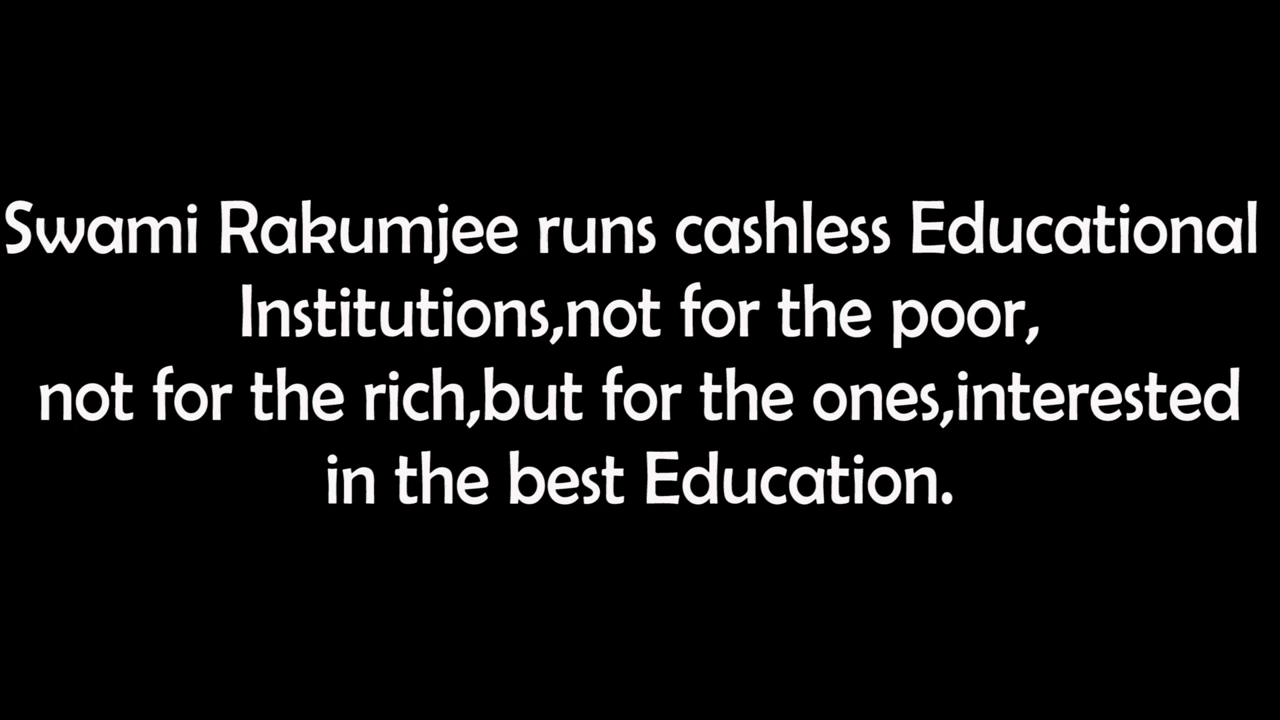 Swami Rakumjee runs cashless Educational
Institutions,not for the poor,
not for the rich,but for the ones,interested
in the best Education.